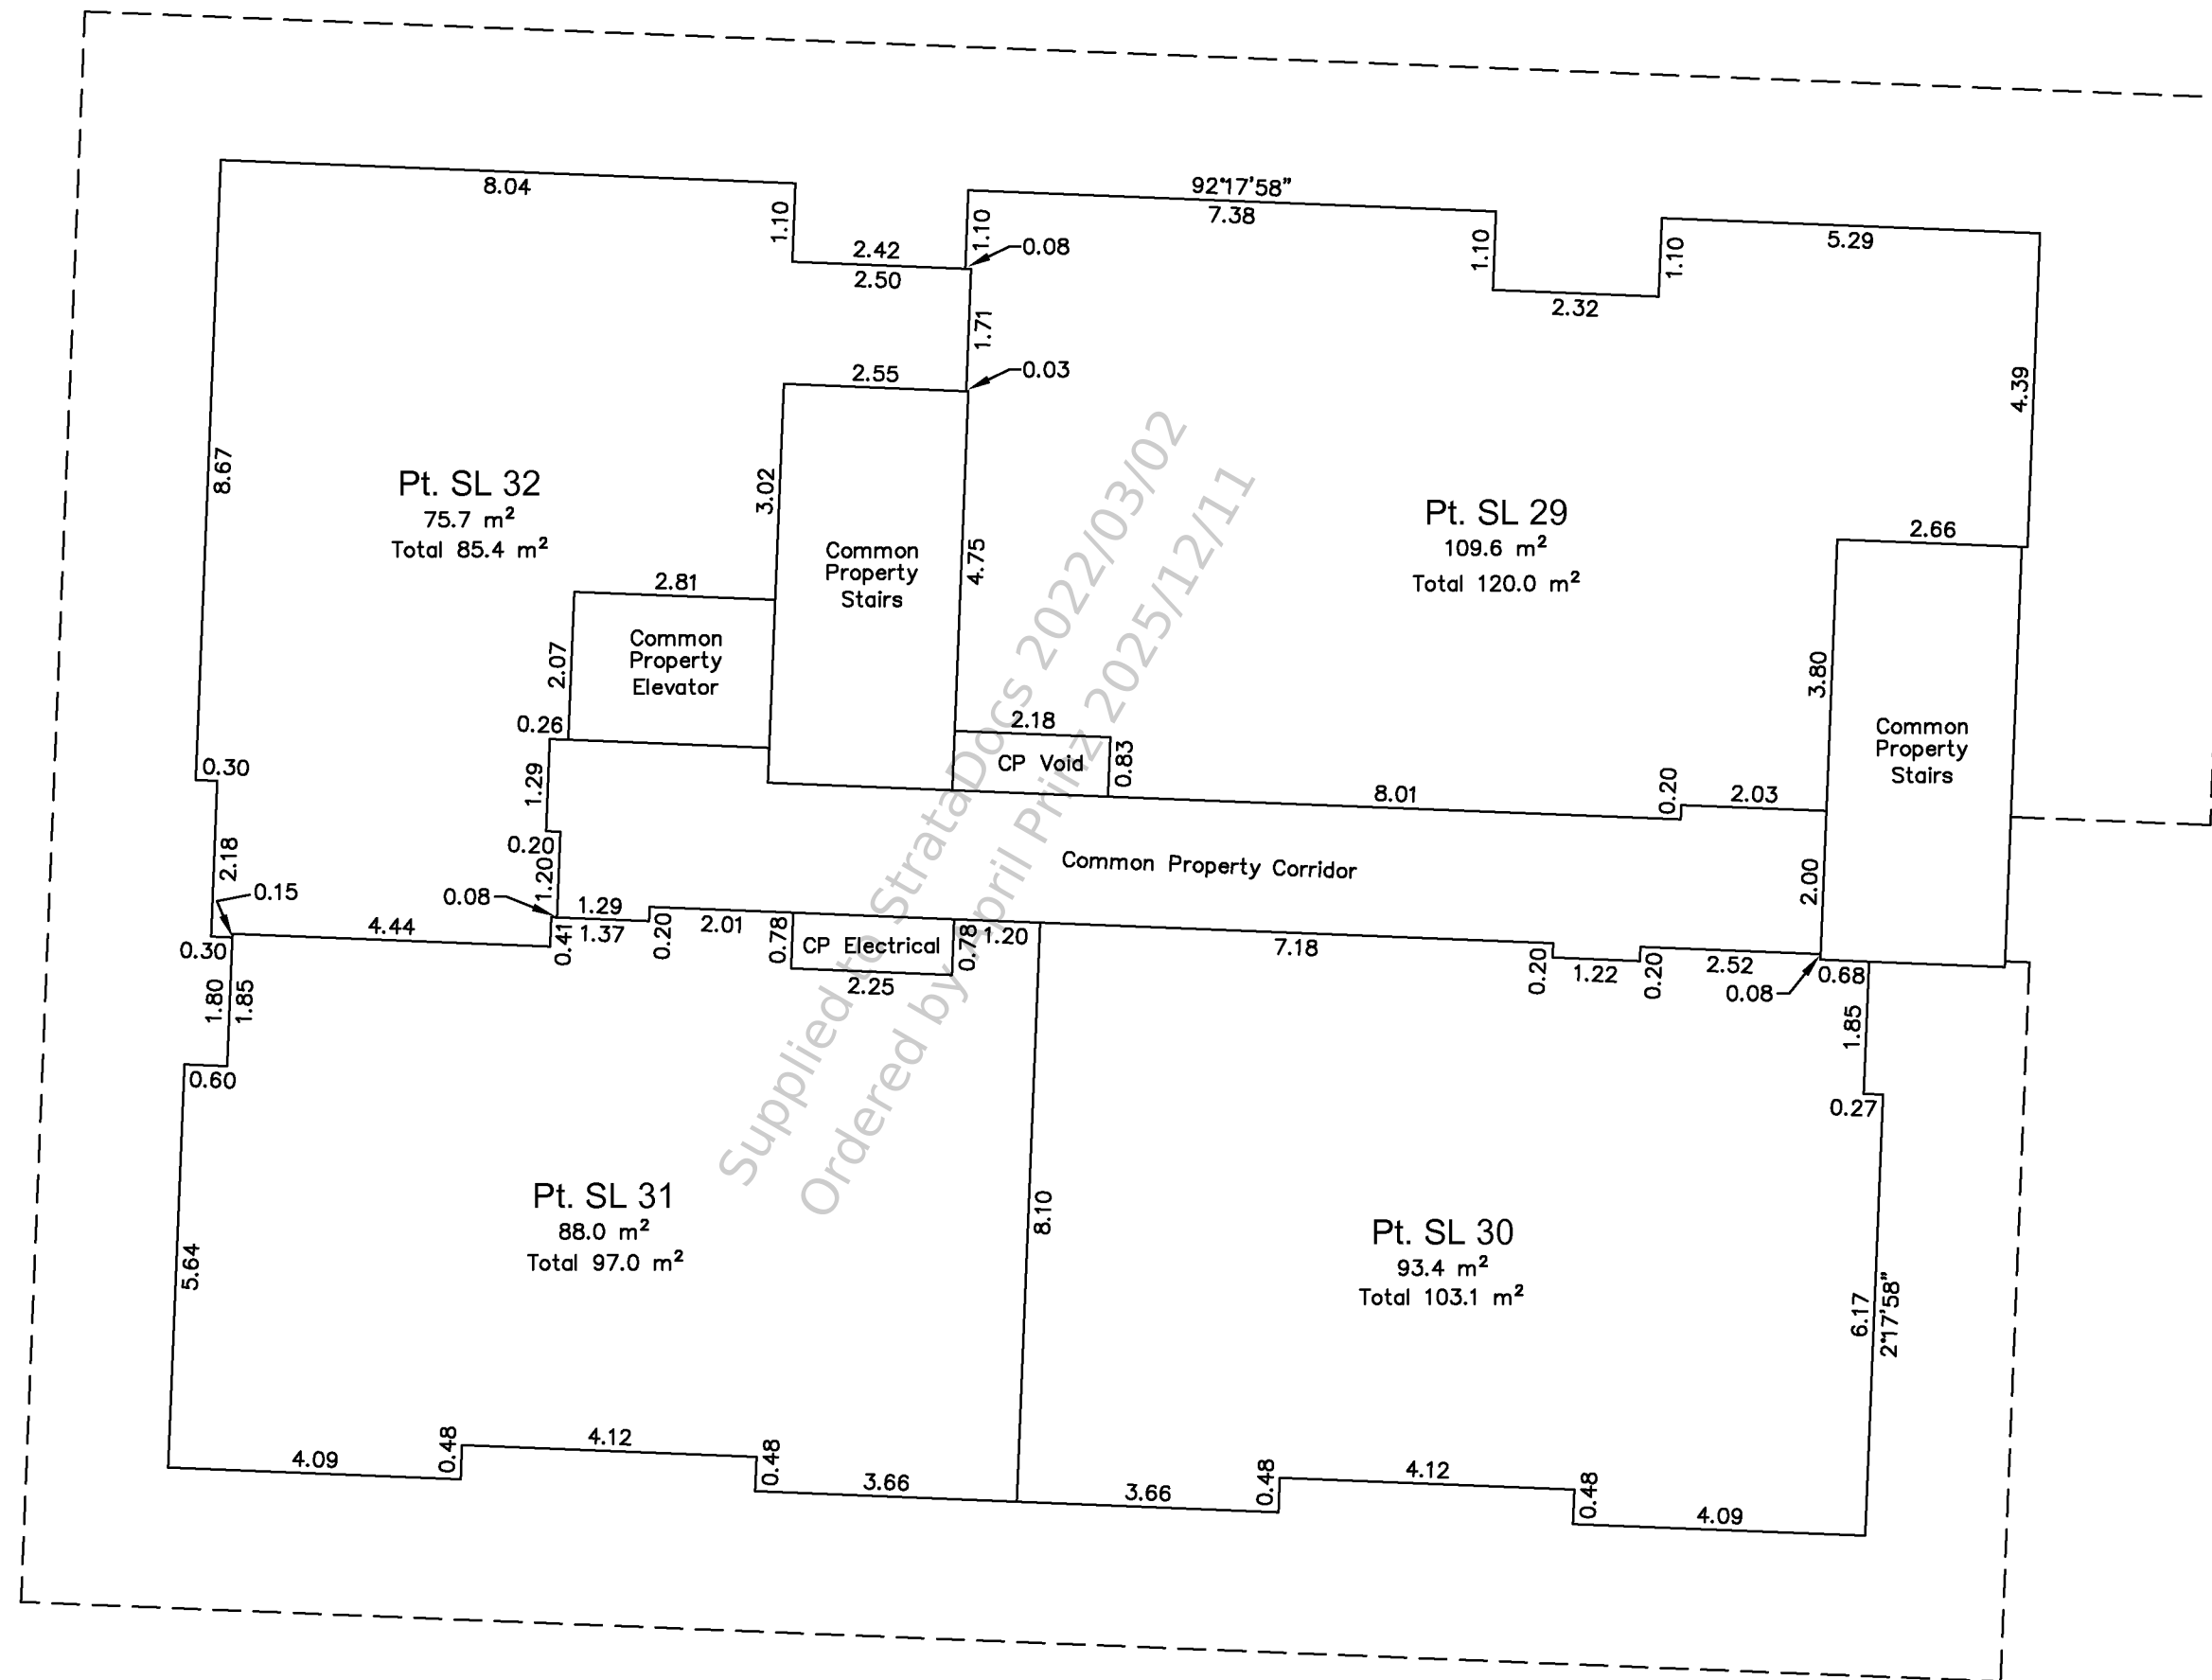 92°17'58"
8.04
7.38
1.10
1.10
0.08
1.10
1.10
5.29
2.42
2.50
2.32
1.71
2.55
0.03
4.39
8.67
3.02
Pt. SL 32
75.7 m²
Total 85.4 m²
Pt. SL 29
109.6 m²
Total 120.0 m²
2.66
Common
Property
Stairs
4.75
2.81
Common
Property
Elevator
2.07
0.26
3.80
2.18
CP Void
0.83
Common
Property
Stairs
0.30
1.29
8.01
0.20
2.03
0.20
1.20
2.18
0.15
0.08
Common Property Corridor
2.00
4.44
0.41
1.29
1.37
0.20
2.01
0.78
CP Electrical
0.78
1.20
2.25
7.18
0.20
1.22
0.20
2.52
0.08
0.68
0.30
1.80
1.85
1.85
0.60
0.27
Pt. SL 31
88.0 m²
Total 97.0 m²
8.10
Pt. SL 30
93.4 m²
Total 103.1 m²
5.64
6.17
2°17'58"
4.09
0.48
4.12
0.48
3.66
3.66
0.48
4.12
0.48
4.09
Supplied to StrataDocs 2022/03/02
Ordered by April Prinz 2025/12/11